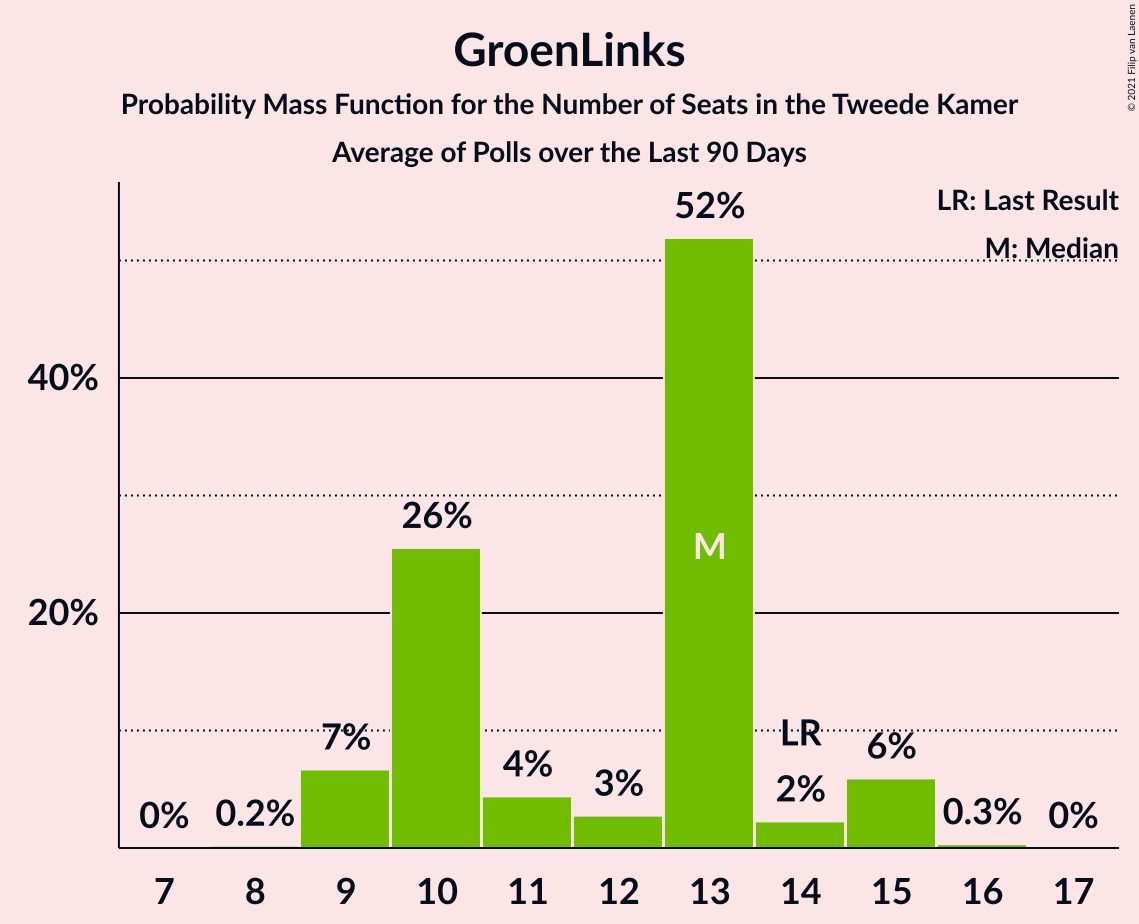 GroenLinks
Probability Mass Function for the Number of Seats in the Tweede Kamer
Average of Polls over the Last 90 Days
© 2021 Filip van Laenen
LR: Last Result
M: Median
52%
40%
26%
M
20%
7%
4%
3%
LR
2%
6%
0%
0.2%
0.3%
0%
7 8 9 10 11 12 13 14 15 16 17